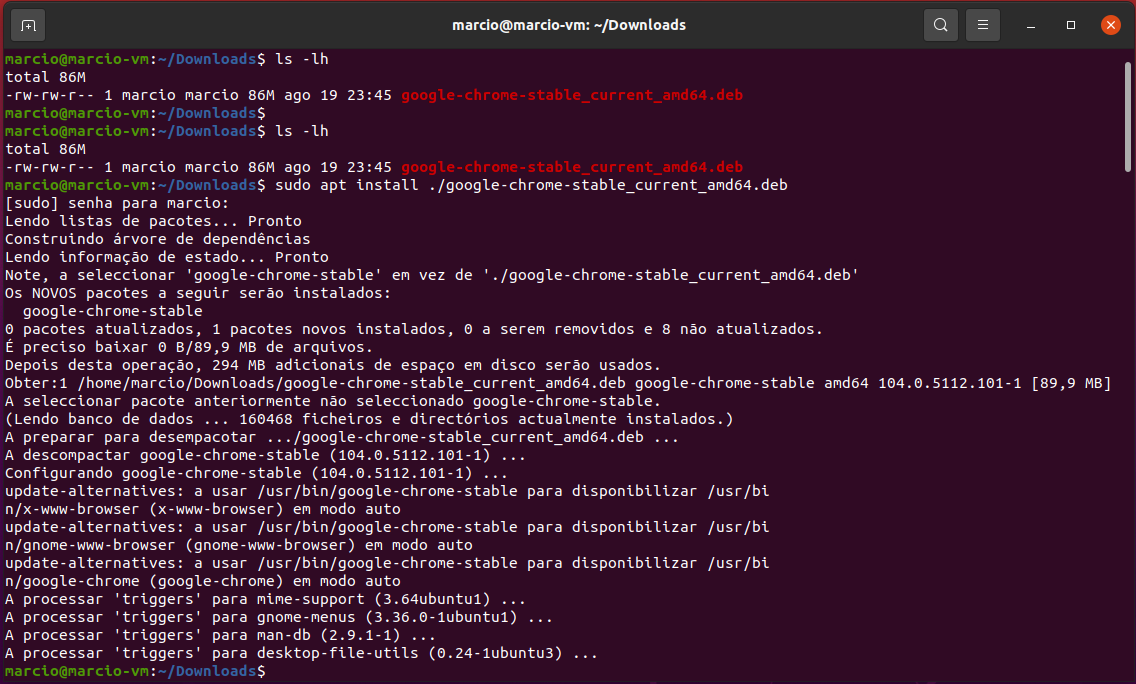 marcio@marcio-vm: ~/Downloads
marcio@marcio-vm:~/Downloads$ ls -lh
total 86M
-rw-rw-r-- 1 marcio marcio 86M ago 19 23:45 google-chrome-stable_current_amd64.deb
marcio@marcio-vm:~/Downloads$
marcio@marcio-vm:~/Downloads$ ls -lh
total 86M
-rw-rw-r-- 1 marcio marcio 86M ago 19 23:45 google-chrome-stable_current_amd64.deb
marcio@marcio-vm:~/Downloads$ sudo apt install ./google-chrome-stable_current_amd64.deb
[sudo] senha para marcio:
Lendo listas de pacotes... Pronto
Construindo árvore de dependências
Lendo informação de estado... Pronto
Note, a seleccionar 'google-chrome-stable' em vez de './google-chrome-stable_current_amd64.deb'
Os NOVOS pacotes a seguir serão instalados:
  google-chrome-stable
0 pacotes atualizados, 1 pacotes novos instalados, 0 a serem removidos e 8 não atualizados.
É preciso baixar 0 B/89,9 MB de arquivos.
Depois desta operação, 294 MB adicionais de espaço em disco serão usados.
Obter:1 /home/marcio/Downloads/google-chrome-stable_current_amd64.deb google-chrome-stable amd64 104.0.5112.101-1 [89,9 MB]
A seleccionar pacote anteriormente não seleccionado google-chrome-stable.
(Lendo banco de dados ... 160468 ficheiros e directórios actualmente instalados.)
A preparar para desempacotar .../google-chrome-stable_current_amd64.deb ...
A descompactar google-chrome-stable (104.0.5112.101-1) ...
Configurando google-chrome-stable (104.0.5112.101-1) ...
update-alternatives: a usar /usr/bin/google-chrome-stable para disponibilizar /usr/bi
n/x-www-browser (x-www-browser) em modo auto
update-alternatives: a usar /usr/bin/google-chrome-stable para disponibilizar /usr/bi
n/gnome-www-browser (gnome-www-browser) em modo auto
update-alternatives: a usar /usr/bin/google-chrome-stable para disponibilizar /usr/bi
n/google-chrome (google-chrome) em modo auto
A processar 'triggers' para mime-support (3.64ubuntu1) ...
A processar 'triggers' para gnome-menus (3.36.0-1ubuntu1) ...
A processar 'triggers' para man-db (2.9.1-1) ...
A processar 'triggers' para desktop-file-utils (0.24-1ubuntu3) ...
marcio@marcio-vm:~/Downloads$